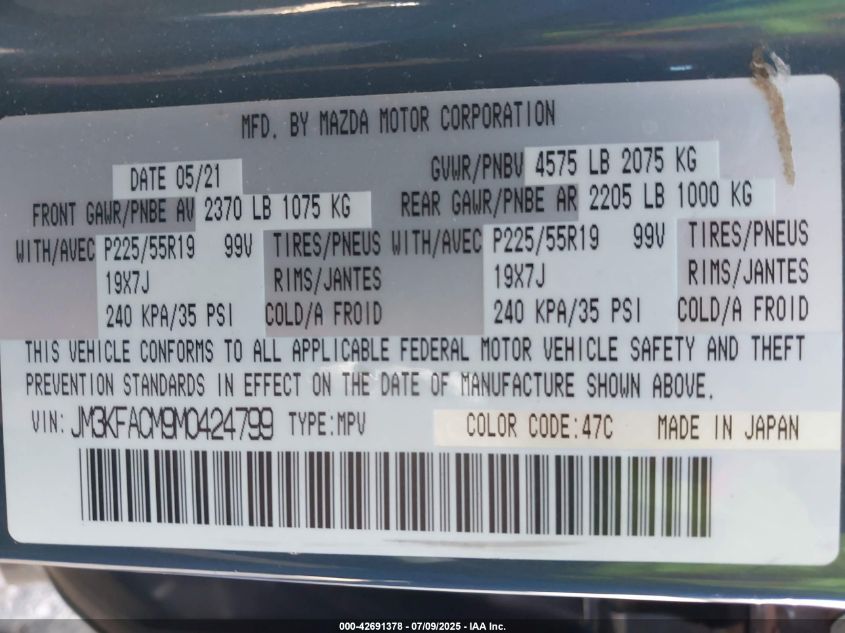 MFD. BY MAZDA MOTOR CORPORATION
DATE 05/21 GVWR/PNBV 4575 LB 2075 KG
FRONT GAWR/PNBE AV 2370 LB 1075 KG REAR GAWR/PNBE AR 2205 LB 1000 KG
WITH/AVEC P225/55R19 99V TIRES/PNEUS WITH/AVEC P225/55R19 99V TIRES/PNEUS
19X7J RIMS/JANTES 19X7J RIMS/JANTES
240 KPA/35 PSI COLD/A FROID 240 KPA/35 PSI COLD/A FROID
THIS VEHICLE CONFORMS TO ALL APPLICABLE FEDERAL MOTOR VEHICLE SAFETY AND THEFT
PREVENTION STANDARDS IN EFFECT ON THE DATE OF MANUFACTURE SHOWN ABOVE.
VIN: JM3KFACM9M0424799 TYPE:MPV COLOR CODE:47C MADE IN JAPAN
000-42691378 - 07/09/2025 - IAA Inc.